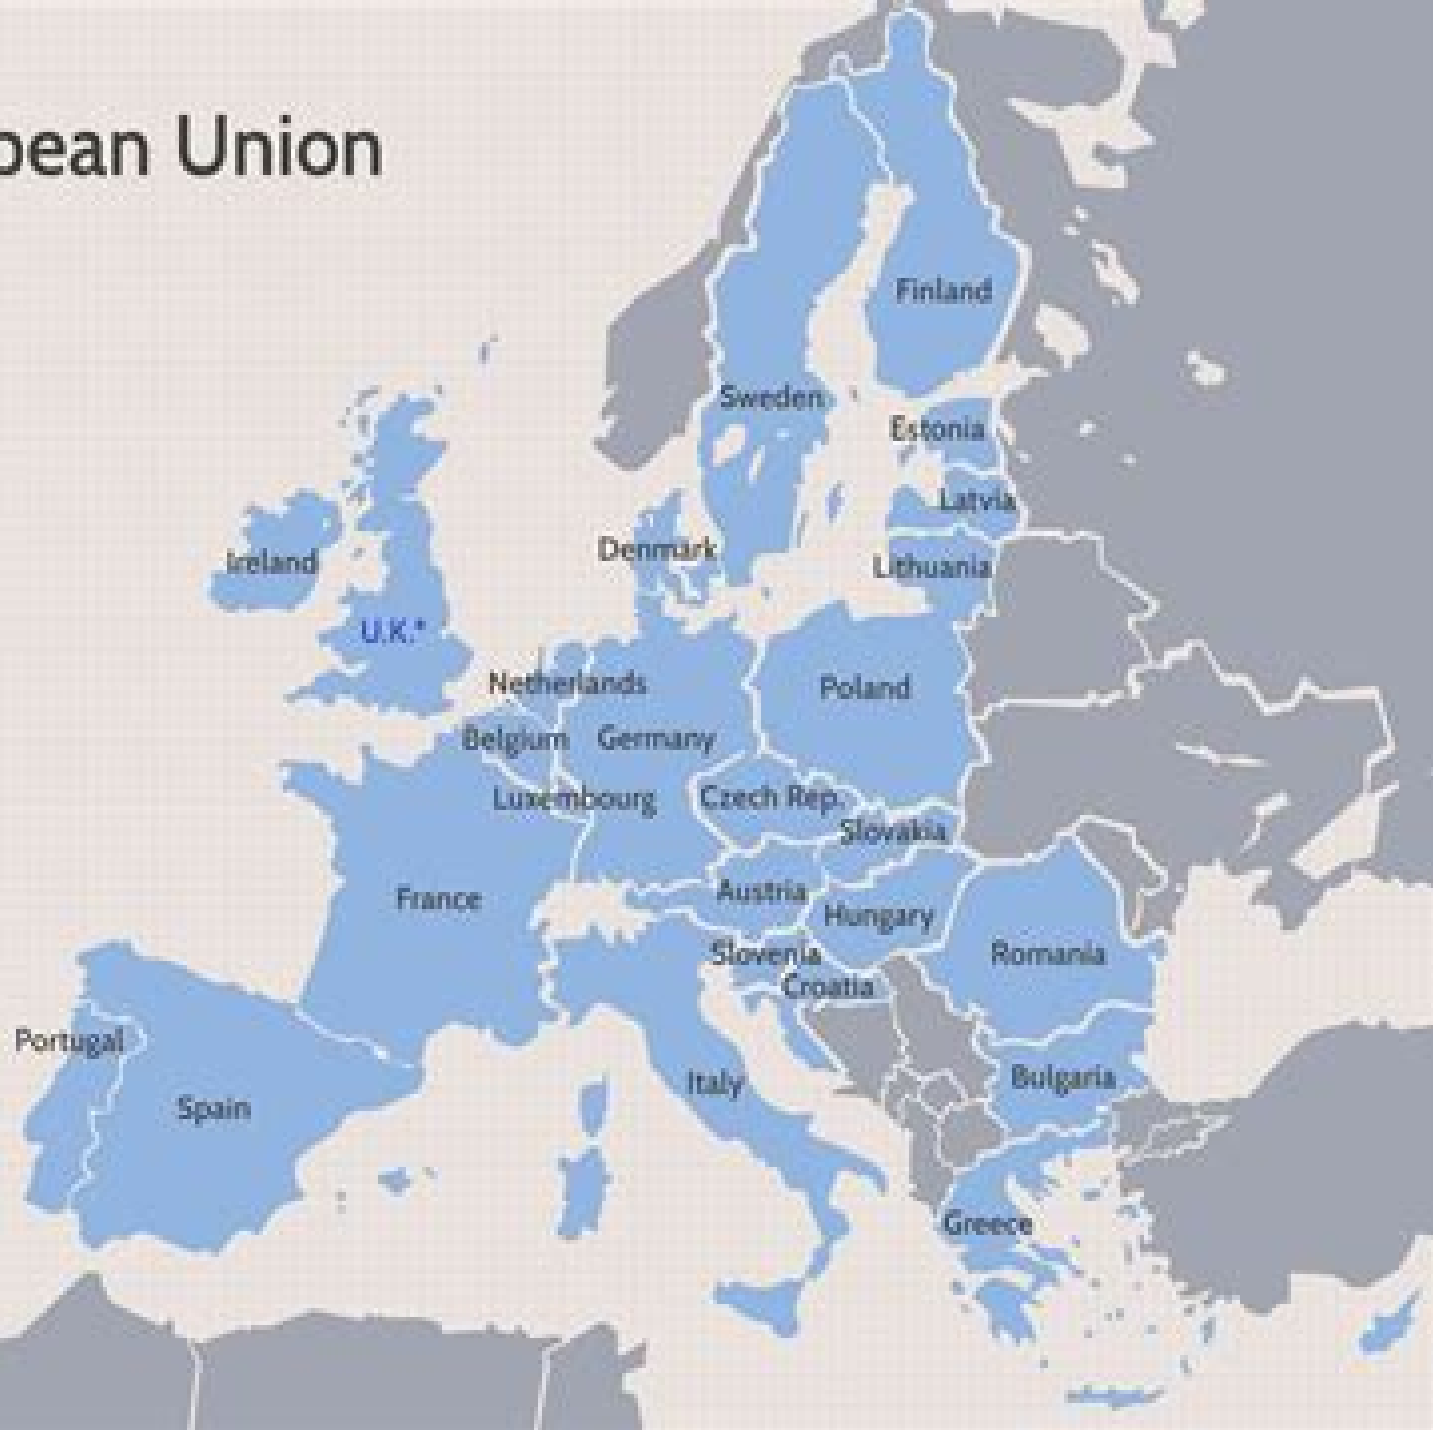 pean Union
Finland
Sweden
Estonia
Latvia
Denmark
Ireland
Lithuania
U.K.*
Netherlands
Poland
Belgium
Germany
Luxembourg
Czech Rep.
Slovakia
Austria
France
Hungary
Slovenia
Romania
Croatia
Portugal
Bulgaria
Italy
Spain
Greece